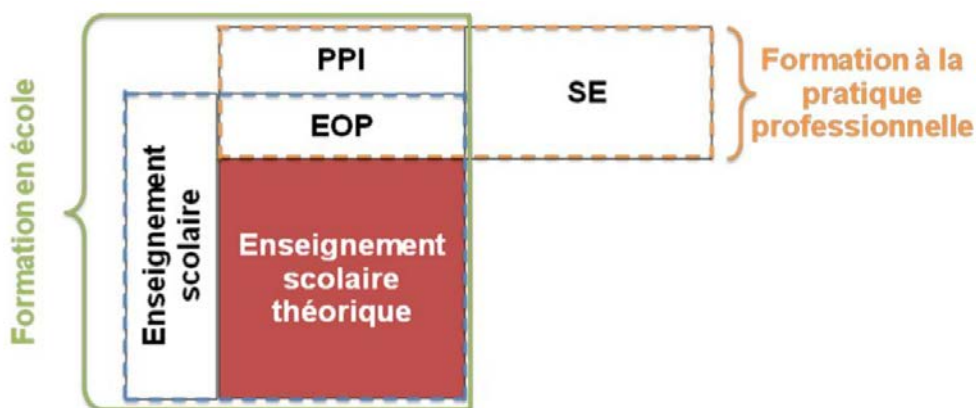 Formation en école
Enseignement
scolaire
PPI
EOP
Enseignement
scolaire
théorique
SE
Formation à la
pratique
professionnelle